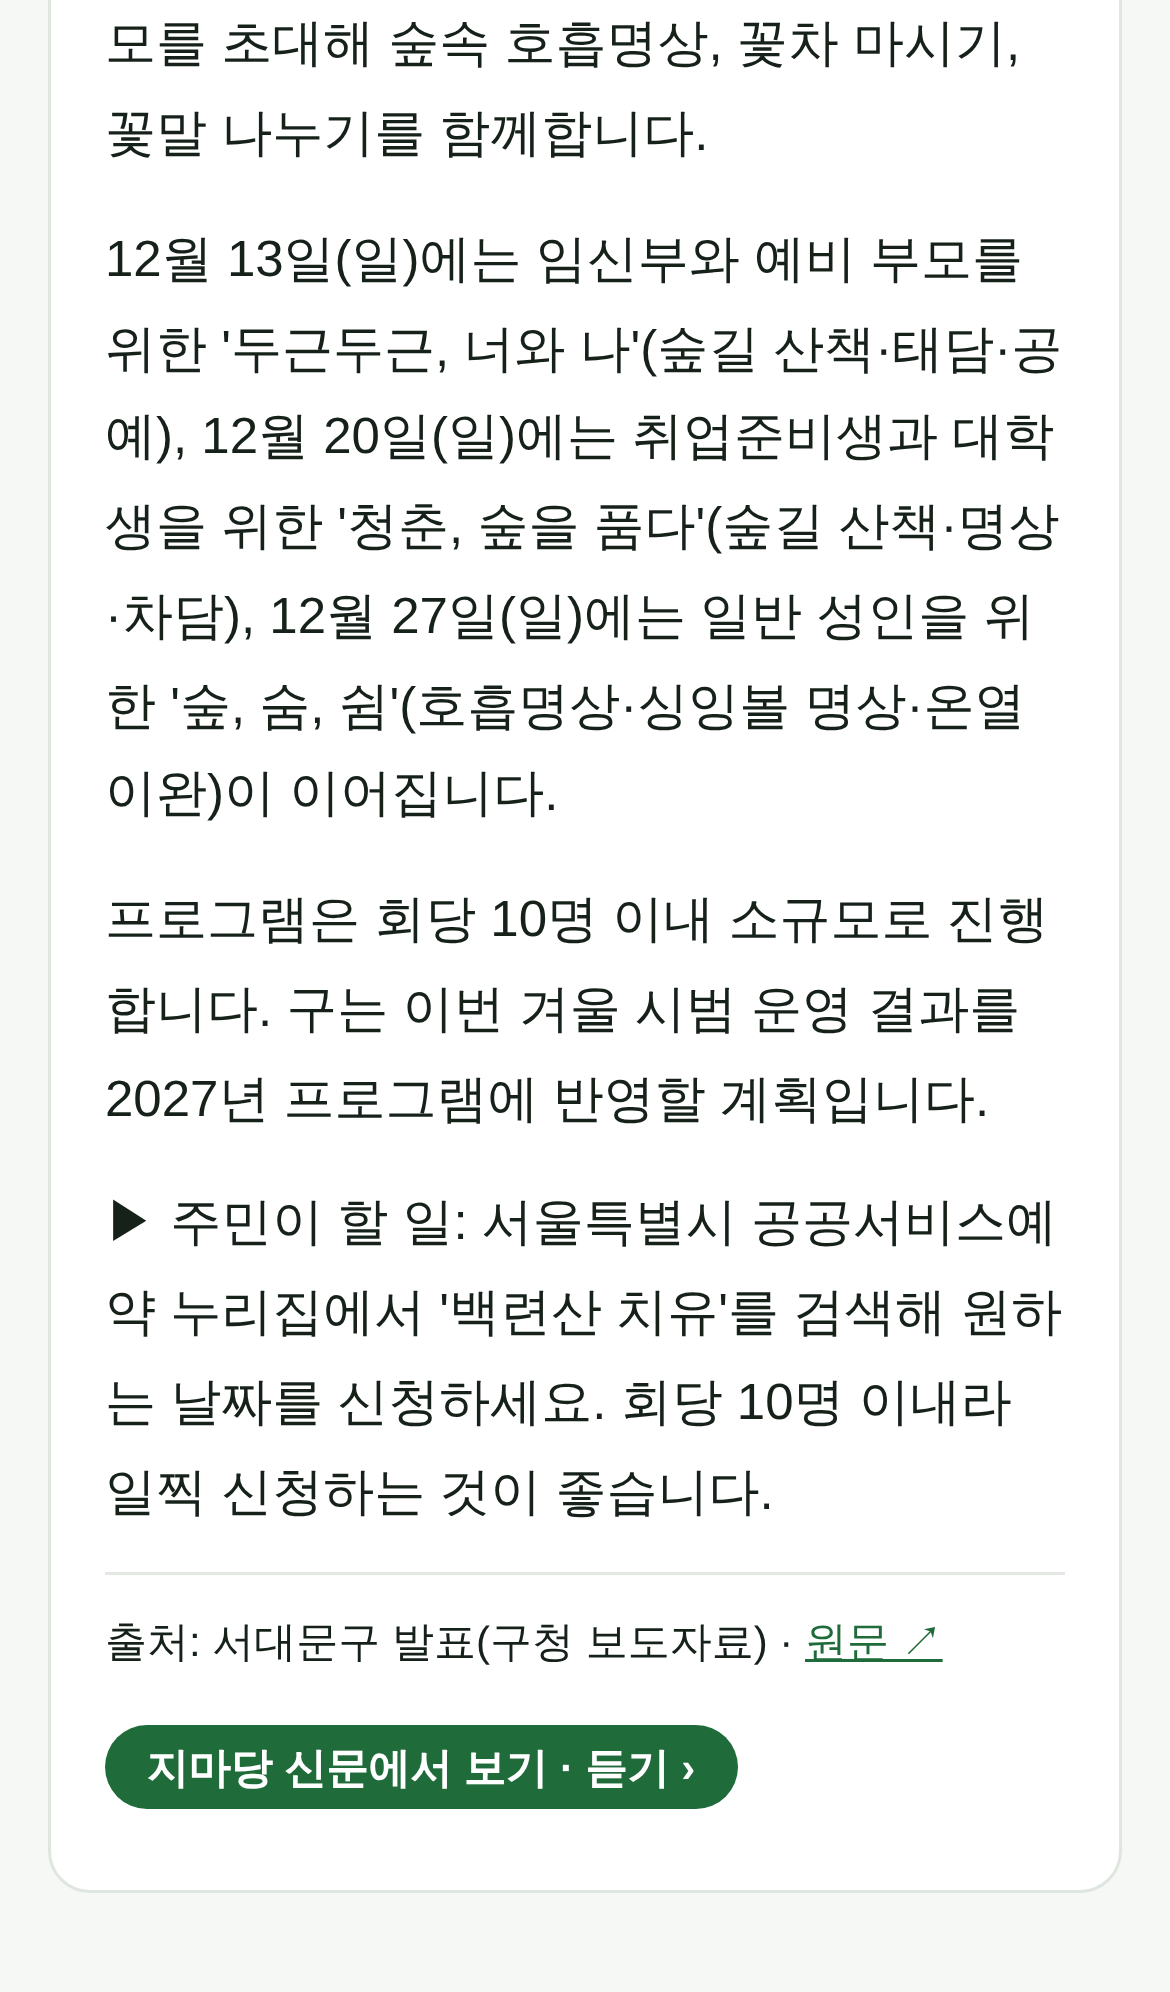 모를 초대해 숲속 호흡명상, 꽃차 마시기,
꽃말 나누기를 함께합니다.
12월 13일(일)에는 임신부와 예비 부모를
위한 '두근두근, 너와 나'(숲길 산책·태담·공
예), 12월 20일(일)에는 취업준비생과 대학
생을 위한 '청춘, 숲을 품다'(숲길 산책·명상
·차담), 12월 27일(일)에는 일반 성인을 위
한 '숲, 숨, 쉼'(호흡명상·싱잉볼 명상·온열
이완)이 이어집니다.
프로그램은 회당 10명 이내 소규모로 진행
합니다. 구는 이번 겨울 시범 운영 결과를
2027년 프로그램에 반영할 계획입니다.
▶ 주민이 할 일: 서울특별시 공공서비스예
약 누리집에서 '백련산 치유'를 검색해 원하
는 날짜를 신청하세요. 회당 10명 이내라
일찍 신청하는 것이 좋습니다.
출처: 서대문구 발표(구청 보도자료) · 원문 ↗
지마당 신문에서 보기 · 듣기 ›